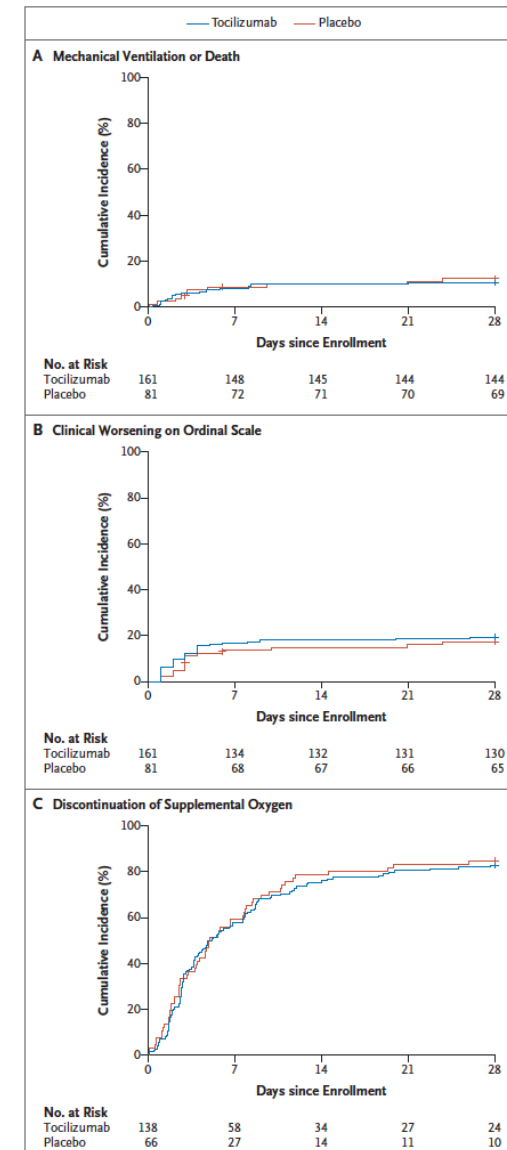 Tocilizumab Placebo
A Mechanical Ventilation or Death
100
80
60
40
20
0
Cumulative Incidence (%)
0 7 14 21 28
Days since Enrollment
No. at Risk
Tocilizumab 161 148 145 144 144
Placebo 81 72 71 70 69
B Clinical Worsening on Ordinal Scale
100
80
60
40
20
0
Cumulative Incidence (%)
0 7 14 21 28
Days since Enrollment
No. at Risk
Tocilizumab 161 134 132 131 130
Placebo 81 68 67 66 65
C Discontinuation of Supplemental Oxygen
100
80
60
40
20
0
Cumulative Incidence (%)
0 7 14 21 28
Days since Enrollment
No. at Risk
Tocilizumab 138 58 34 27 24
Placebo 66 27 14 11 10